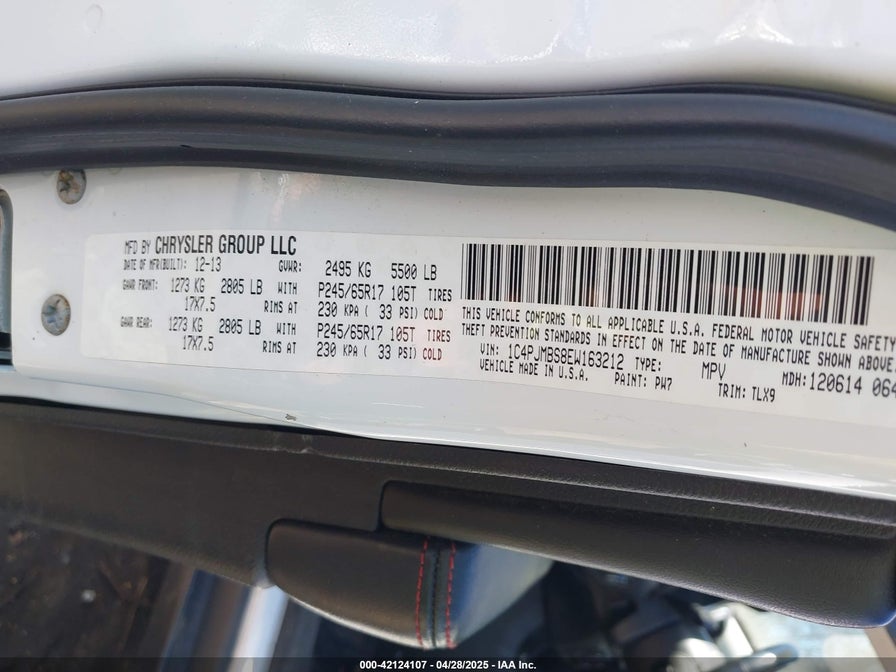 MFD BY CHRYSLER GROUP LLC
DATE OF MFR(BUILT): 12-13 GVWR: 2495 KG 5500 LB
GAWR FRONT: 1273 KG 2805 LB WITH P245/65R17 105T TIRES
17X7.5 RIMS AT 230 KPA ( 33 PSI) COLD
GAWR REAR: 1273 KG 2805 LB WITH P245/65R17 105T TIRES
17X7.5 RIMS AT 230 KPA ( 33 PSI) COLD
THIS VEHICLE CONFORMS TO ALL APPLICABLE U.S.A. FEDERAL MOTOR VEHICLE SAFETY
THEFT PREVENTION STANDARDS IN EFFECT ON THE DATE OF MANUFACTURE SHOWN ABOVE.
VIN: 1C4PJMBS8EW163212 TYPE: MPV MDH:120614 064
VEHICLE MADE IN U.S.A. PAINT: PW7 TRIM: TLX9
000-42124107 - 04/28/2025 - IAA Inc.